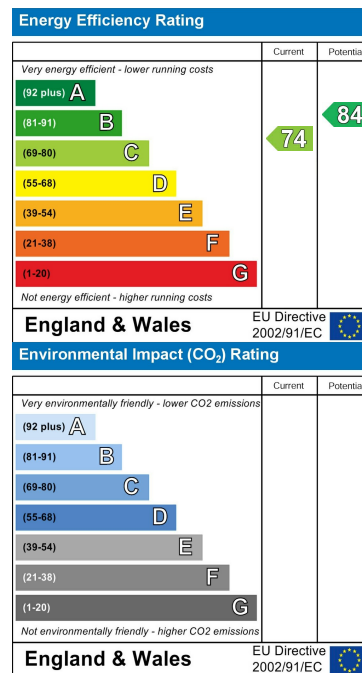 Energy Efficiency Rating
Current Potentia
Very energy efficient - lower running costs
(92 plus) A
(81-91) B
84
(69-80) C
74
(55-68) D
(39-54) E
(21-38) F
(1-20) G
Not energy efficient - higher running costs
England & Wales
EU Directive
2002/91/EC
Environmental Impact (CO₂) Rating
Current Potentia
Very environmentally friendly - lower CO2 emissions
(92 plus) A
(81-91) B
(69-80) C
(55-68) D
(39-54) E
(21-38) F
(1-20) G
Not environmentally friendly - higher CO2 emissions
England & Wales
EU Directive
2002/91/EC